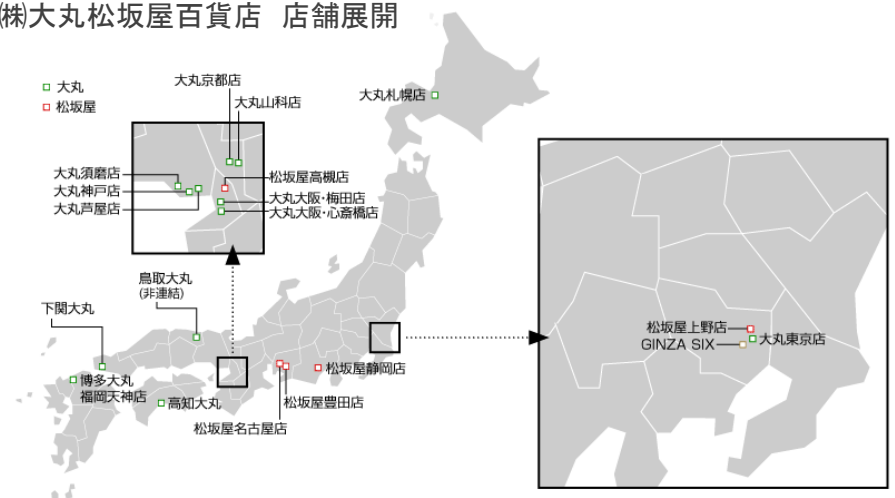 ㈱大丸松坂屋百貨店 店舗展開
大丸
松坂屋
大丸京都店
大丸山科店
大丸須磨店
大丸神戸店
大丸芦屋店
松坂屋高槻店
大丸大阪・梅田店
大丸大阪・心斎橋店
大丸札幌店
鳥取大丸
(非連結)
下関大丸
博多大丸
福岡天神店
高知大丸
松坂屋静岡店
松坂屋豊田店
松坂屋名古屋店
松坂屋上野店
大丸東京店
GINZA SIX